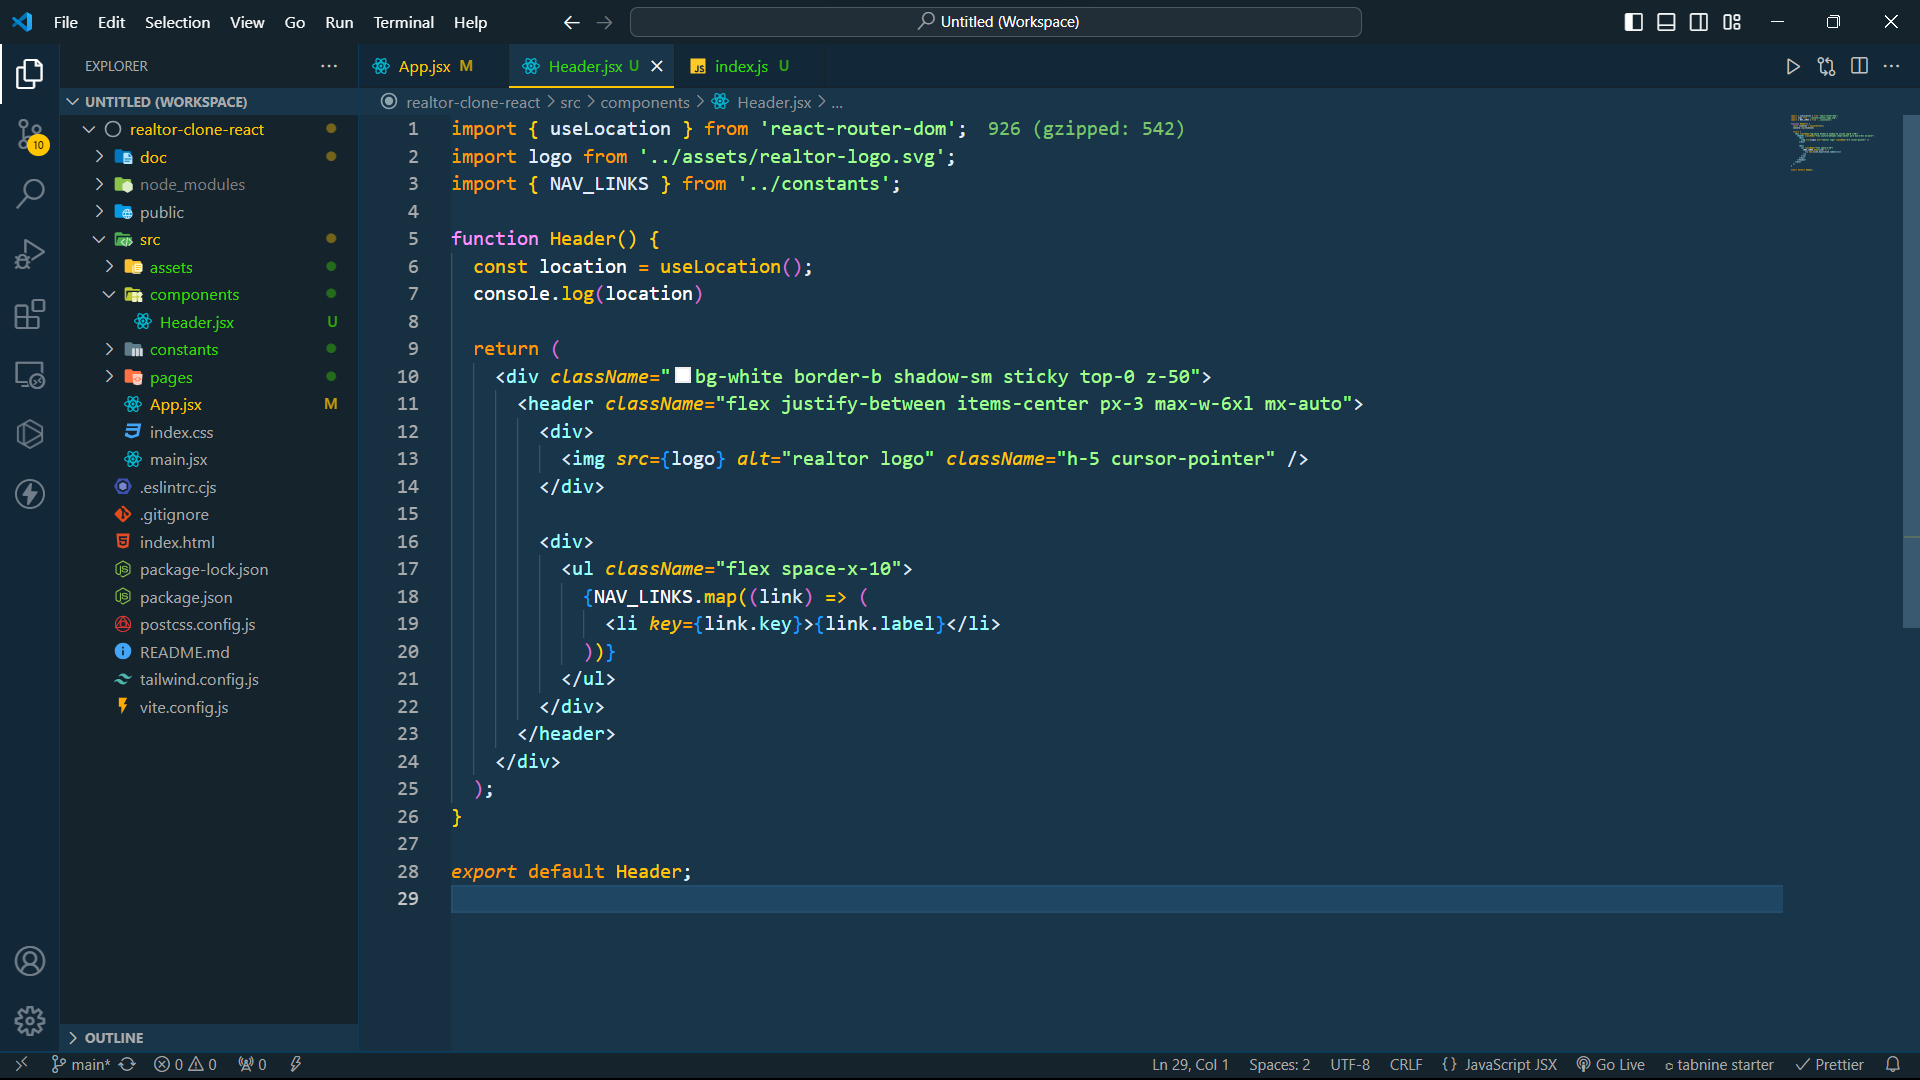 File Edit Selection View Go Run Terminal Help
Untitled (Workspace)
EXPLORER
App.jsx M
Header.jsx U
index.js U
UNTITLED (WORKSPACE)
realtor-clone-react
doc
node_modules
public
src
assets
components
Header.jsx U
constants
pages
App.jsx M
index.css
main.jsx
.eslintrc.cjs
.gitignore
index.html
package-lock.json
package.json
postcss.config.js
README.md
tailwind.config.js
vite.config.js
OUTLINE
10
realtor-clone-react > src > components > Header.jsx > ...
1 import { useLocation } from 'react-router-dom'; 926 (gzipped: 542)
2 import logo from '../assets/realtor-logo.svg';
3 import { NAV_LINKS } from '../constants';
4
5 function Header() {
6 const location = useLocation();
7 console.log(location)
8
9 return (
10 <div className="bg-white border-b shadow-sm sticky top-0 z-50">
11 <header className="flex justify-between items-center px-3 max-w-6xl mx-auto">
12 <div>
13 <img src={logo} alt="realtor logo" className="h-5 cursor-pointer" />
14 </div>
15
16 <div>
17 <ul className="flex space-x-10">
18 {NAV_LINKS.map((link) => (
19 <li key={link.key}>{link.label}</li>
20 ))}
21 </ul>
22 </div>
23 </header>
24 </div>
25 );
26 }
27
28 export default Header;
29
main* 0 0 0
Ln 29, Col 1 Spaces: 2 UTF-8 CRLF {} JavaScript JSX Go Live tabnine starter Prettier